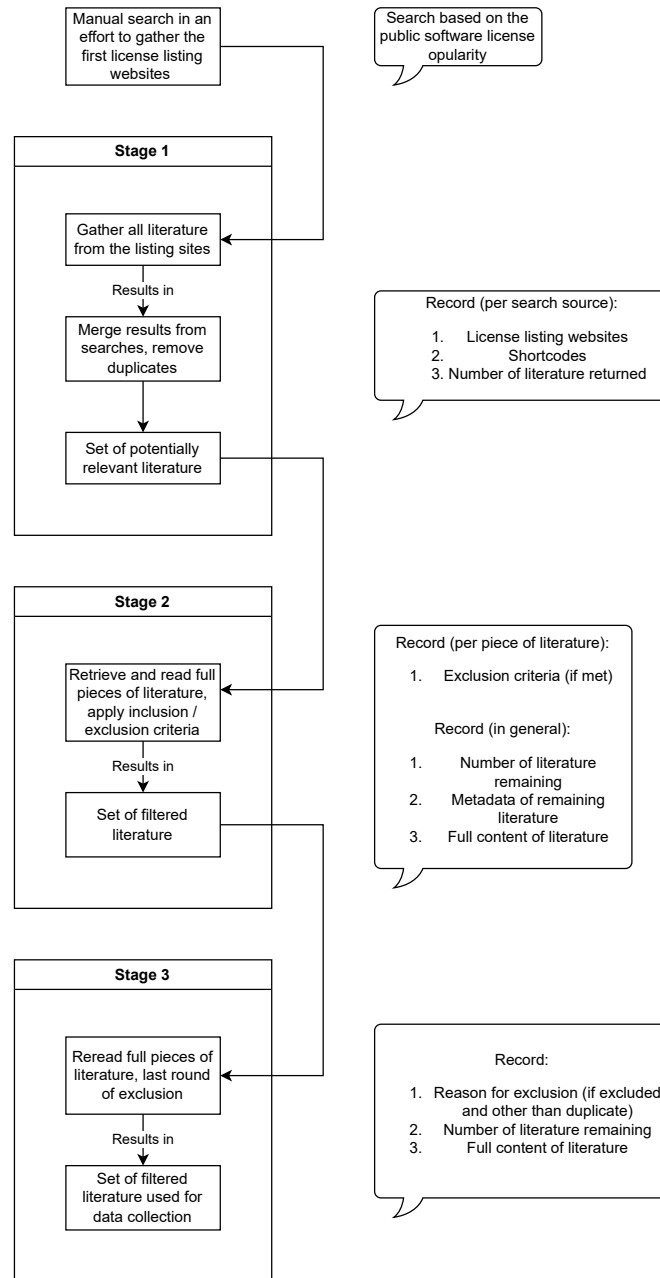 Manual search in an
effort to gather the
first license listing
websites
Search based on the
public software license
opularity
Stage 1
Gather all literature
from the listing sites
Results in
Merge results from
searches, remove
duplicates
Set of potentially
relevant literature
Record (per search source):
1. License listing websites
2. Shortcodes
3. Number of literature returned
Stage 2
Retrieve and read full
pieces of literature,
apply inclusion /
exclusion criteria
Results in
Set of filtered
literature
Record (per piece of literature):
1. Exclusion criteria (if met)
Record (in general):
1. Number of literature
remaining
2. Metadata of remaining
literature
3. Full content of literature
Stage 3
Reread full pieces of
literature, last round
of exclusion
Results in
Set of filtered
literature used for
data collection
Record:
1. Reason for exclusion (if excluded
and other than duplicate)
2. Number of literature remaining
3. Full content of literature